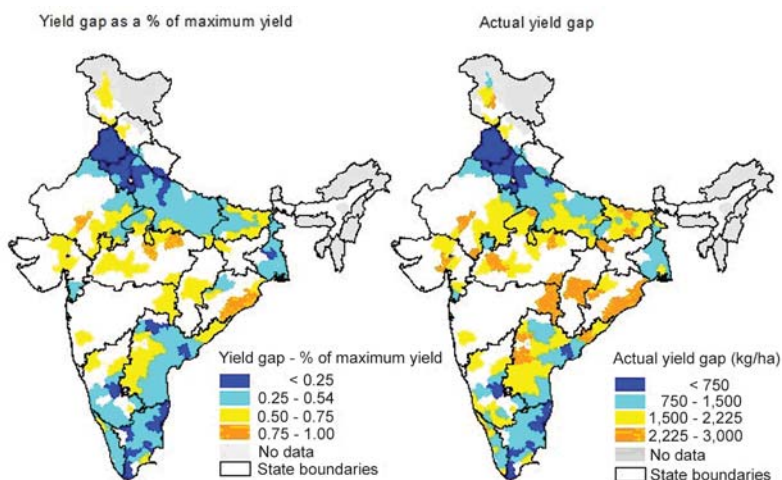 Yield gap as a % of maximum yield
Actual yield gap
Yield gap - % of maximum yield
< 0.25
0.25 - 0.54
0.50 - 0.75
0.75 - 1.00
No data
State boundaries
Actual yield gap (kg/ha)
< 750
750 - 1,500
1,500 - 2,225
2,225 - 3,000
No data
State boundaries